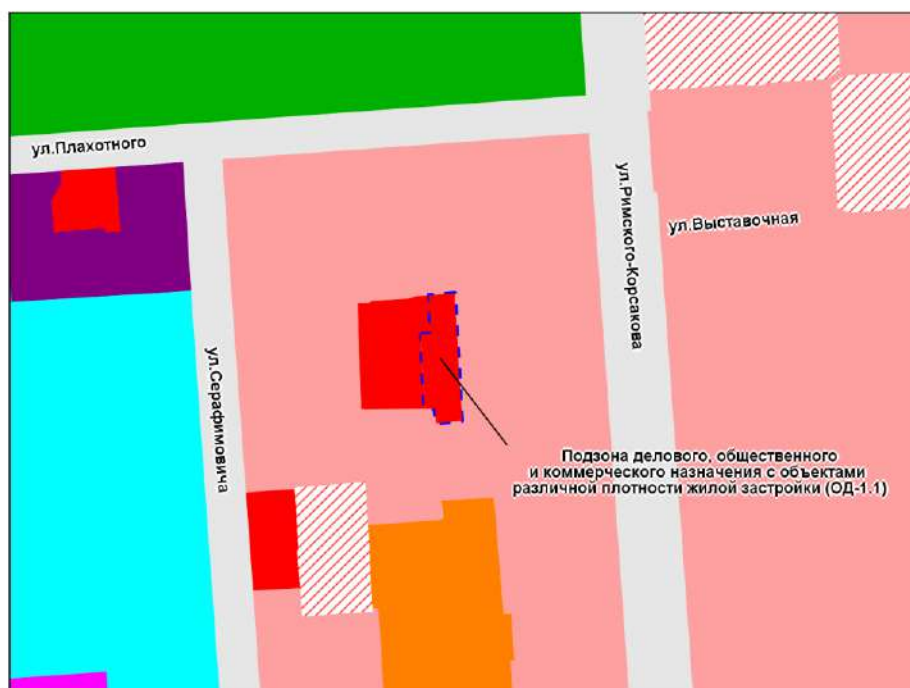 ул.Плахотного
ул.Римского-Корсакова
ул.Выставочная
ул.Серафимовича
Подзона делового, общественного
и коммерческого назначения с объектами
различной плотности жилой застройки (ОД-1.1)